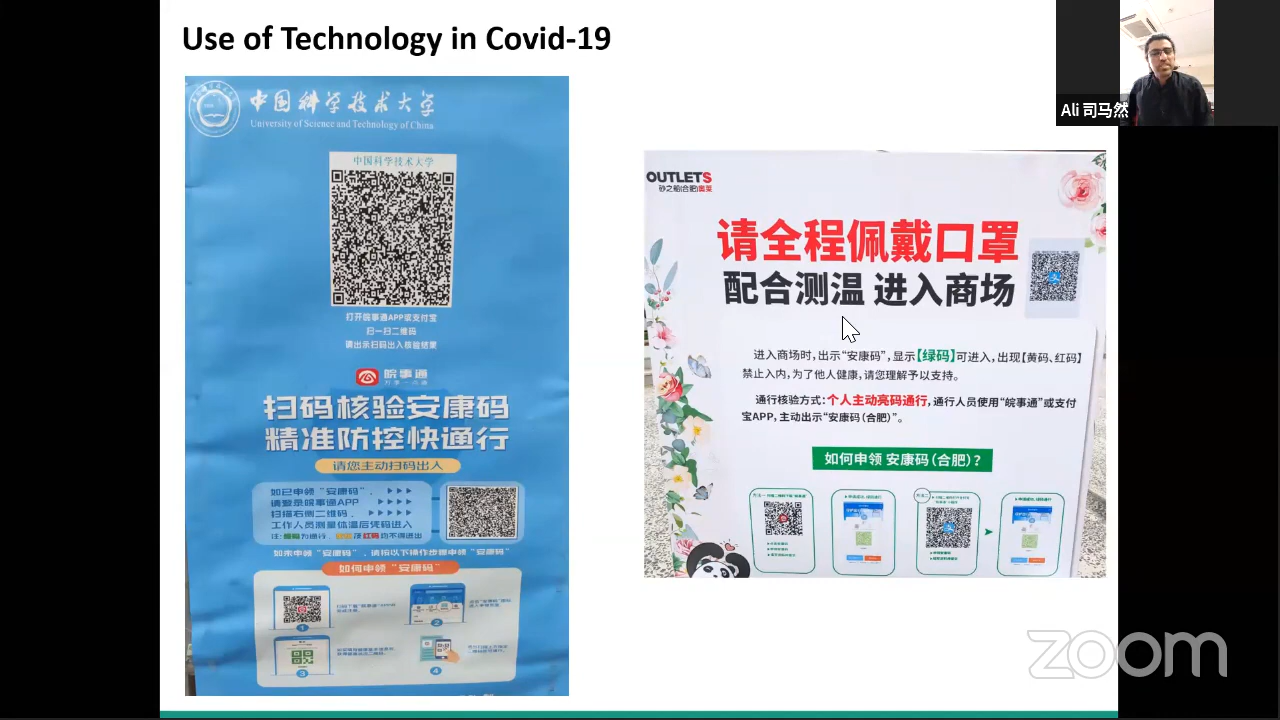 Use of Technology in Covid-19
Ali 司马然
中国科学技术大学
University of Science and Technology of China
中国科学技术大学
打开皖事通APP或支付宝
扫一扫二维码
请出示扫码出入核验结果
皖事通
扫码核验安康码
精准防控快通行
请您主动扫码出入
如已申领“安康码”，
请登录皖事通APP
扫描右侧二维码，
工作人员测量体温后凭码进入
如未申领“安康码”，请按以下操作步骤申领“安康码”
如何申领“安康码”
1
2
3
4
OUTLETS
砂之船(合肥)奥莱
请全程佩戴口罩
配合测温 进入商场
进入商场时，出示“安康码”，显示【绿码】可进入，出现【黄码、红码】
禁止入内，为了他人健康，请您理解予以支持。
通行核验方式：个人主动亮码通行，通行人员使用“皖事通”或支付
宝APP，主动出示“安康码（合肥）”。
如何申领 安康码（合肥）？
zoom